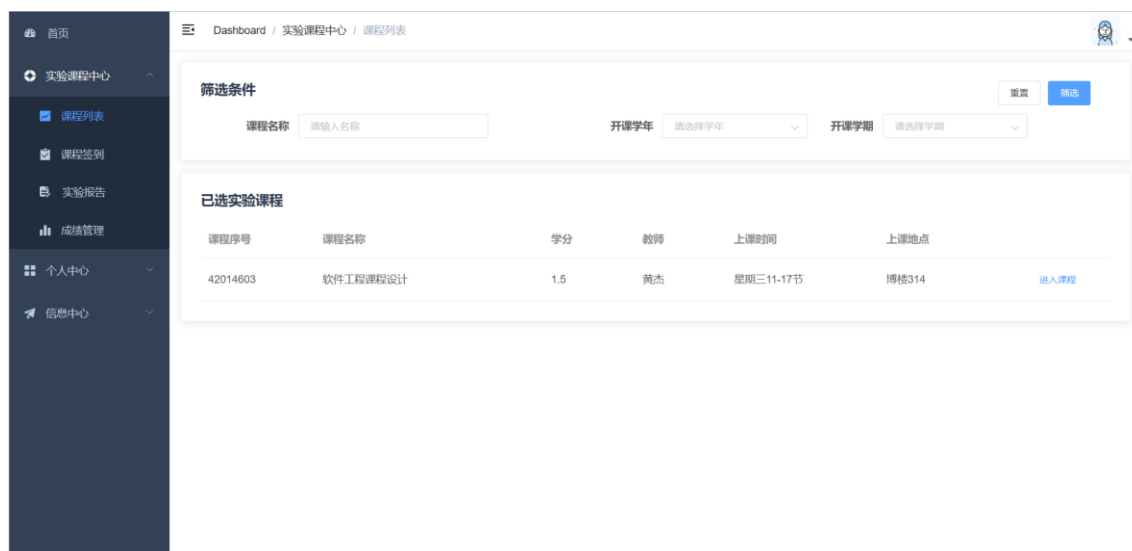 首页
Dashboard / 实验课程中心 / 课程列表
实验课程中心
课程列表
课程签到
实验报告
成绩管理
个人中心
信息中心
筛选条件
重置 筛选
课程名称 请输入名称 开课学年 请选择学年 开课学期 请选择学期
已选实验课程
课程序号 课程名称 学分 教师 上课时间 上课地点
42014603 软件工程课程设计 1.5 黄杰 星期三11-17节 博楼314 进入课程